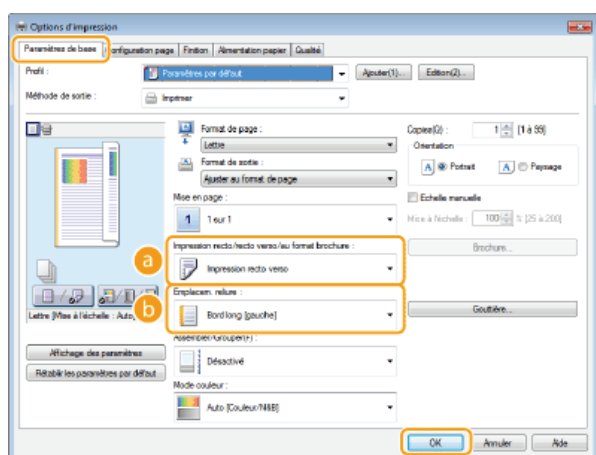 Options d'impression
Paramètres de base
Configuration page
Finition
Alimentation papier
Qualité
Profil :
Paramètres par défaut
Ajouter(1)...
Edition(2)...
Méthode de sortie :
Imprimer
Format de page :
Lettre
Copies(Q) :
1
[1 à 99]
Orientation
A
Portrait
A
Paysage
Format de sortie :
Ajuster au format de page
Mise en page :
1
1 sur 1
Echelle manuelle
Mise à l'échelle :
100
% [25 à 200]
a
Impression recto/recto verso/au format brochure :
Impression recto verso
Brochure...
b
Emplacem. reliure :
Bord long [gauche]
Gouttière...
Lettre [Mise à l'échelle : Auto]
Assembler/Grouper(F) :
Désactivé
Affichage des paramètres
Rétablir les paramètres par défaut
Mode couleur :
Auto [Couleur/N&B]
OK
Annuler
Aide